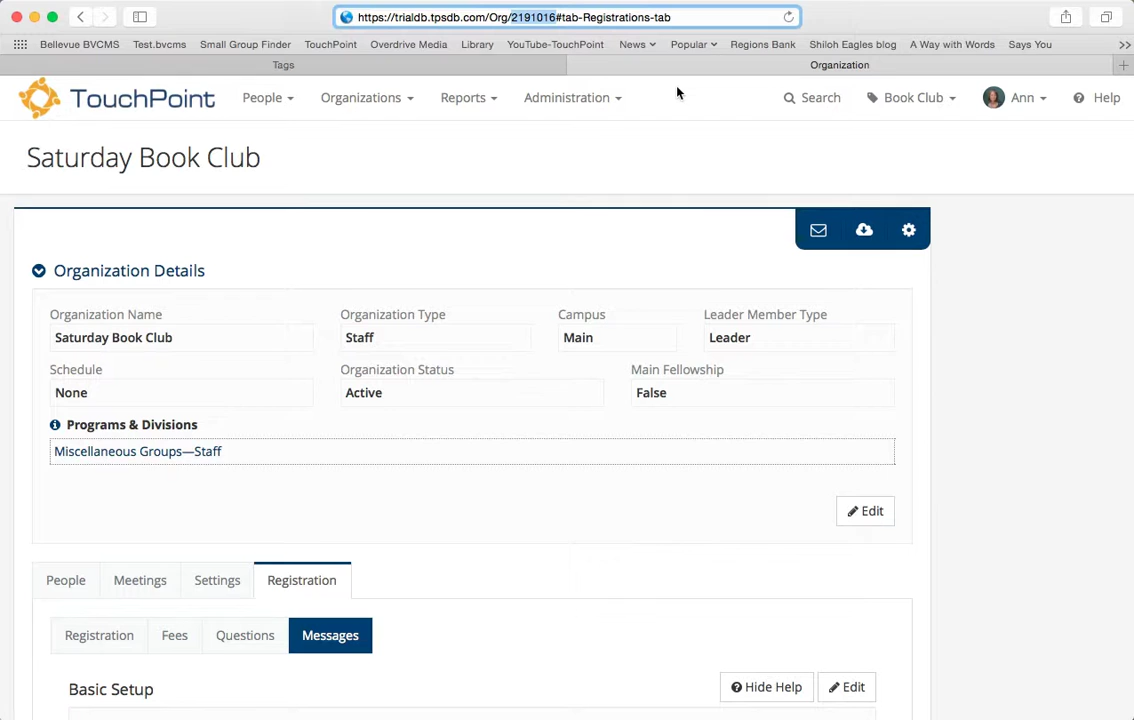 https://trialdb.tpsdb.com/Org/2191016#tab-Registrations-tab
Bellevue BVCMS Test.bvcms Small Group Finder TouchPoint Overdrive Media Library YouTube-TouchPoint News Popular Regions Bank Shiloh Eagles blog A Way with Words Says You
Tags Organization
TouchPoint People Organizations Reports Administration Search Book Club Ann Help
Saturday Book Club
Organization Details
Organization Name Organization Type Campus Leader Member Type
Saturday Book Club Staff Main Leader
Schedule Organization Status Main Fellowship
None Active False
Programs & Divisions
Miscellaneous Groups—Staff
Edit
People Meetings Settings Registration
Registration Fees Questions Messages
Basic Setup Hide Help Edit